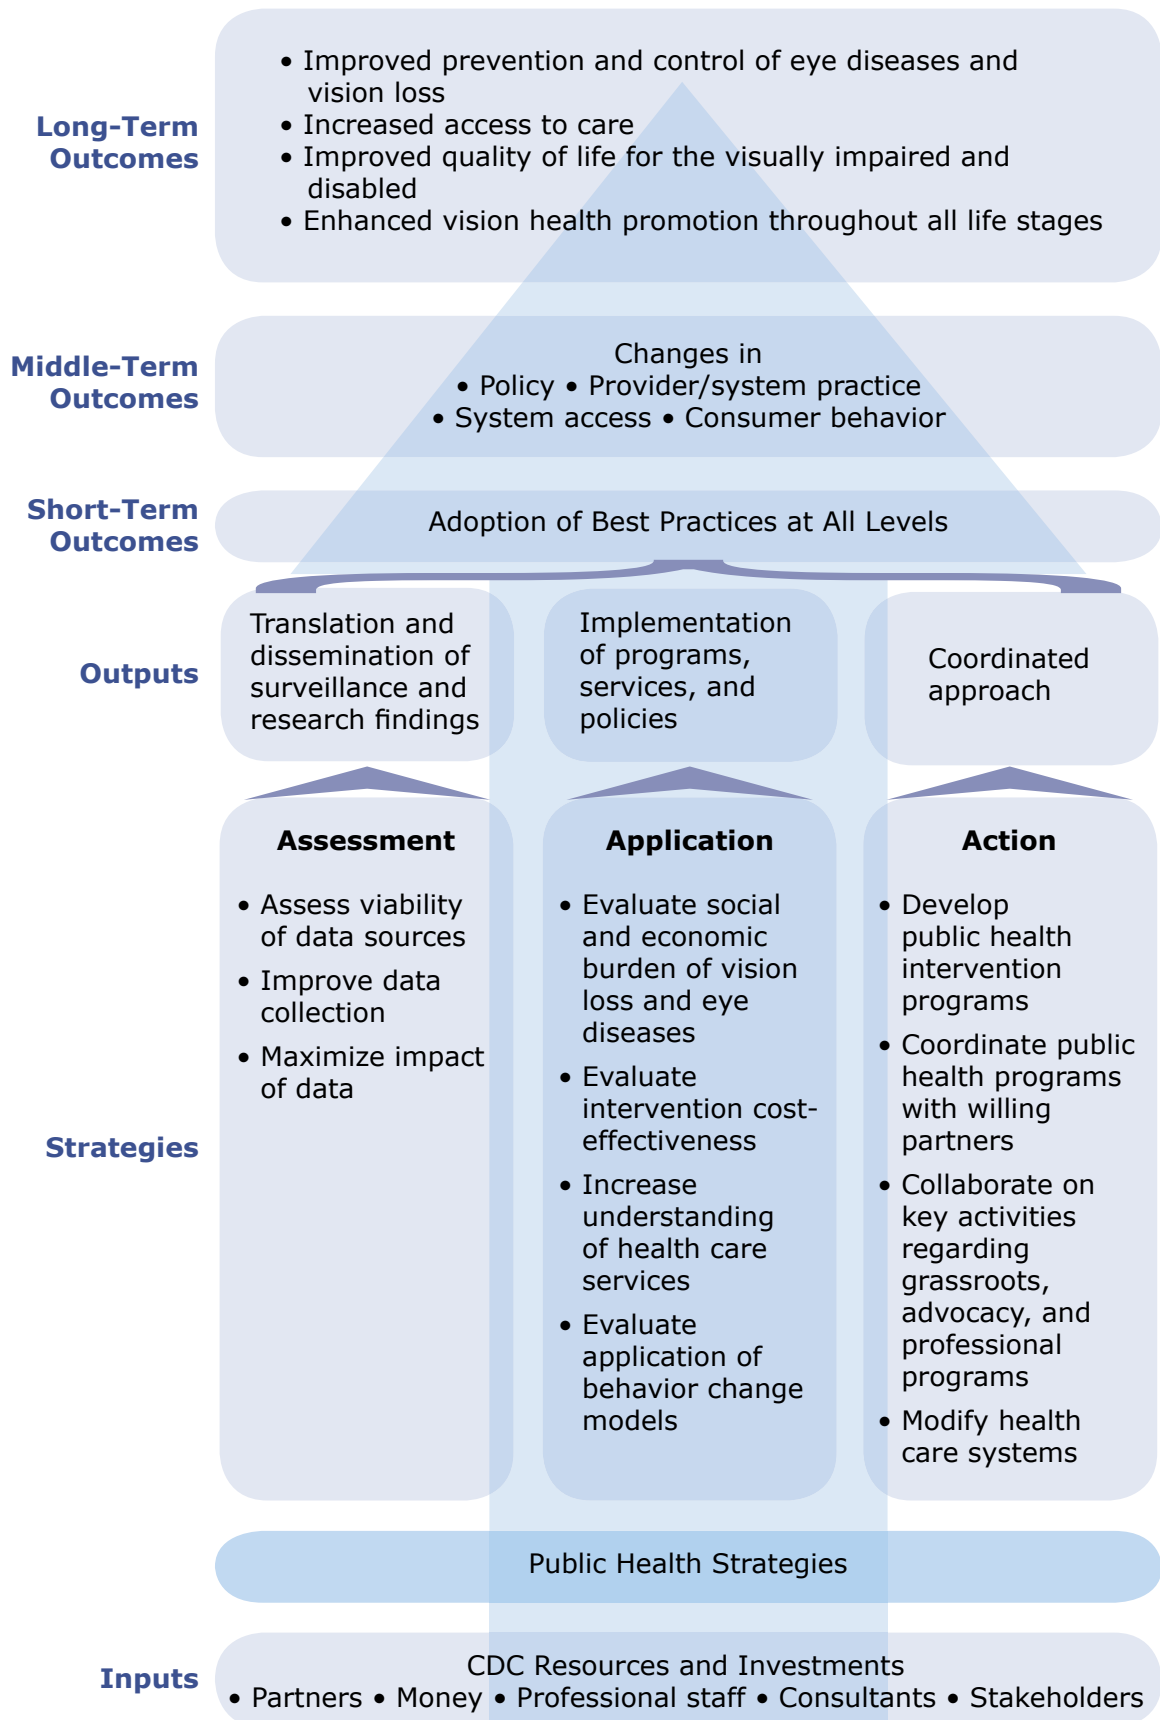 Long-Term
Outcomes
• Improved prevention and control of eye diseases and
vision loss
• Increased access to care
• Improved quality of life for the visually impaired and
disabled
• Enhanced vision health promotion throughout all life stages
Middle-Term
Outcomes
Changes in
• Policy • Provider/system practice
• System access • Consumer behavior
Short-Term
Outcomes
Adoption of Best Practices at All Levels
Outputs
Translation and
dissemination of
surveillance and
research findings
Implementation
of programs,
services, and
policies
Coordinated
approach
Strategies
Assessment
• Assess viability
of data sources
• Improve data
collection
• Maximize impact
of data
Application
• Evaluate social
and economic
burden of vision
loss and eye
diseases
• Evaluate
intervention cost-
effectiveness
• Increase
understanding
of health care
services
• Evaluate
application of
behavior change
models
Action
• Develop
public health
intervention
programs
• Coordinate public
health programs
with willing
partners
• Collaborate on
key activities
regarding
grassroots,
advocacy, and
professional
programs
• Modify health
care systems
Public Health Strategies
Inputs
CDC Resources and Investments
• Partners • Money • Professional staff • Consultants • Stakeholders